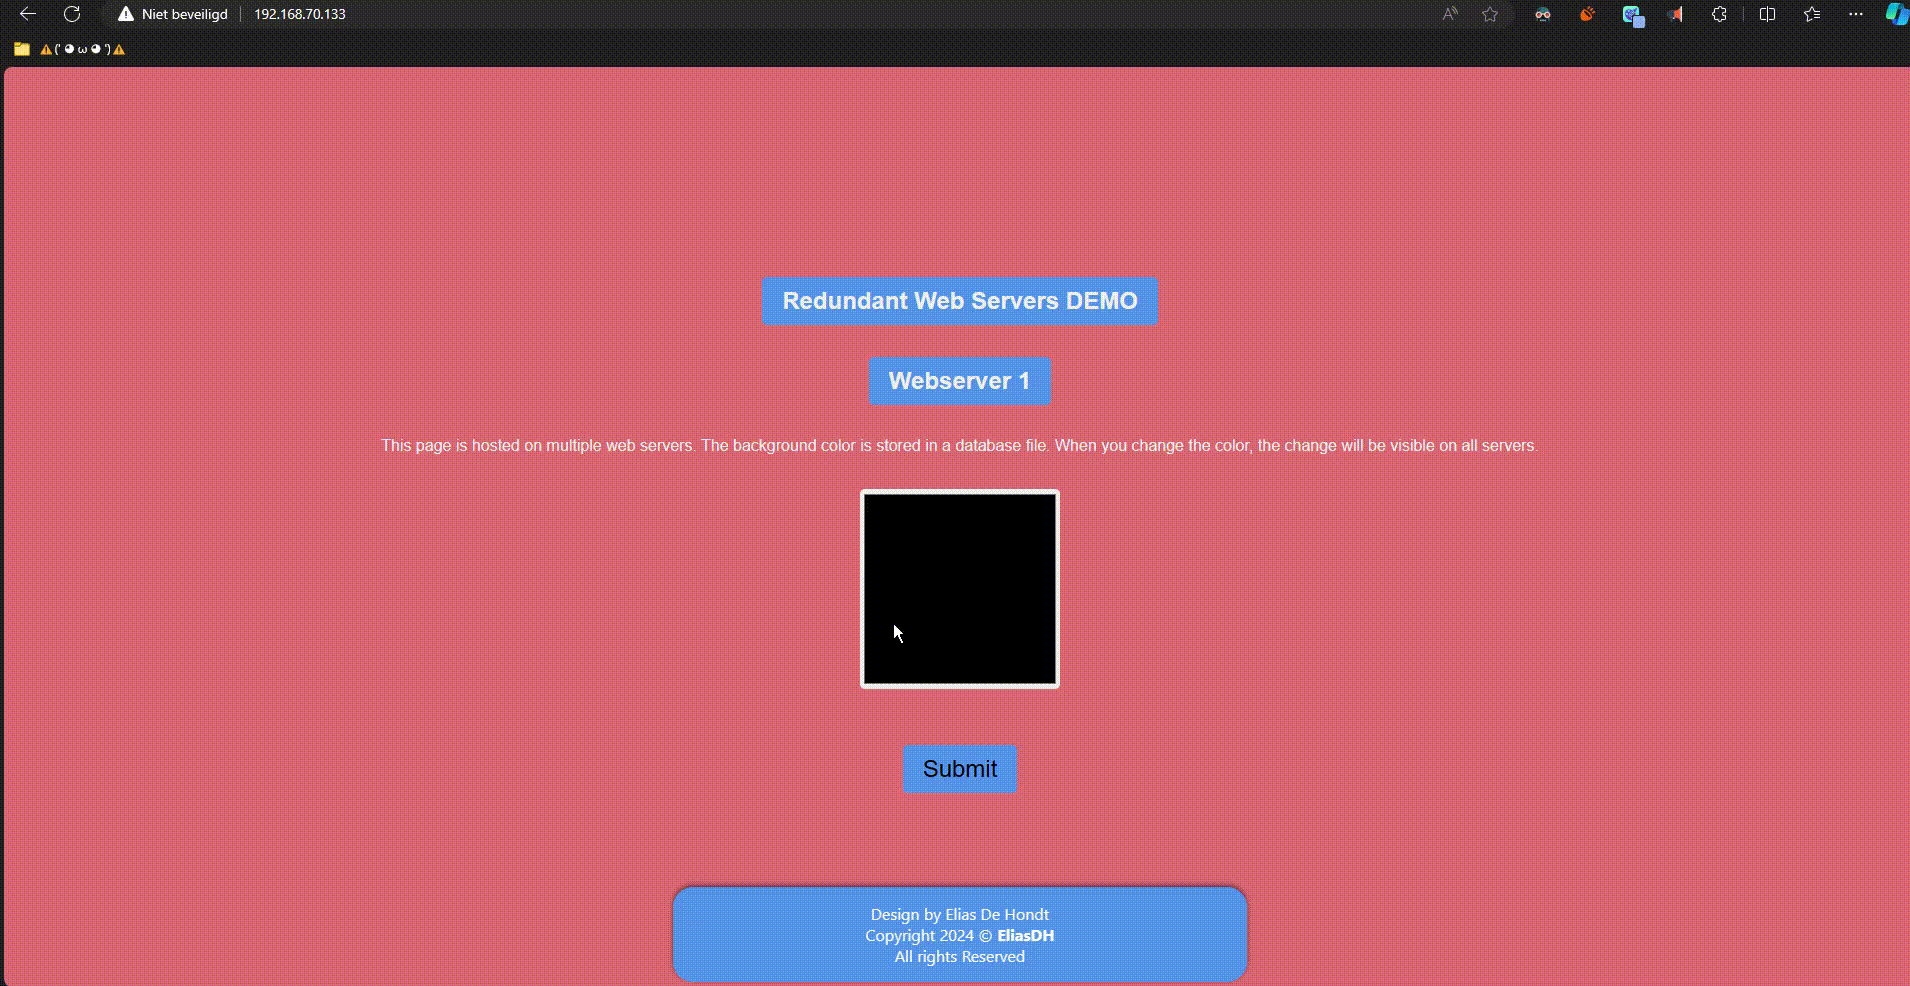 Niet beveiligd
192.168.70.133
⚠️(' ◕ ω ◕ ')⚠️
Redundant Web Servers DEMO
Webserver 1
This page is hosted on multiple web servers. The background color is stored in a database file. When you change the color, the change will be visible on all servers.
Submit
Design by Elias De Hondt
Copyright 2024 © EliasDH
All rights Reserved